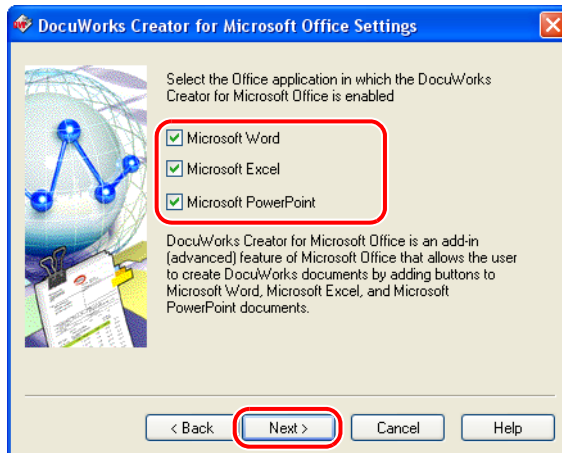 DocuWorks Creator for Microsoft Office Settings
Select the Office application in which the DocuWorks
Creator for Microsoft Office is enabled
Microsoft Word
Microsoft Excel
Microsoft PowerPoint
DocuWorks Creator for Microsoft Office is an add-in
(advanced) feature of Microsoft Office that allows the user
to create DocuWorks documents by adding buttons to
Microsoft Word, Microsoft Excel, and Microsoft
PowerPoint documents.
< Back
Next >
Cancel
Help